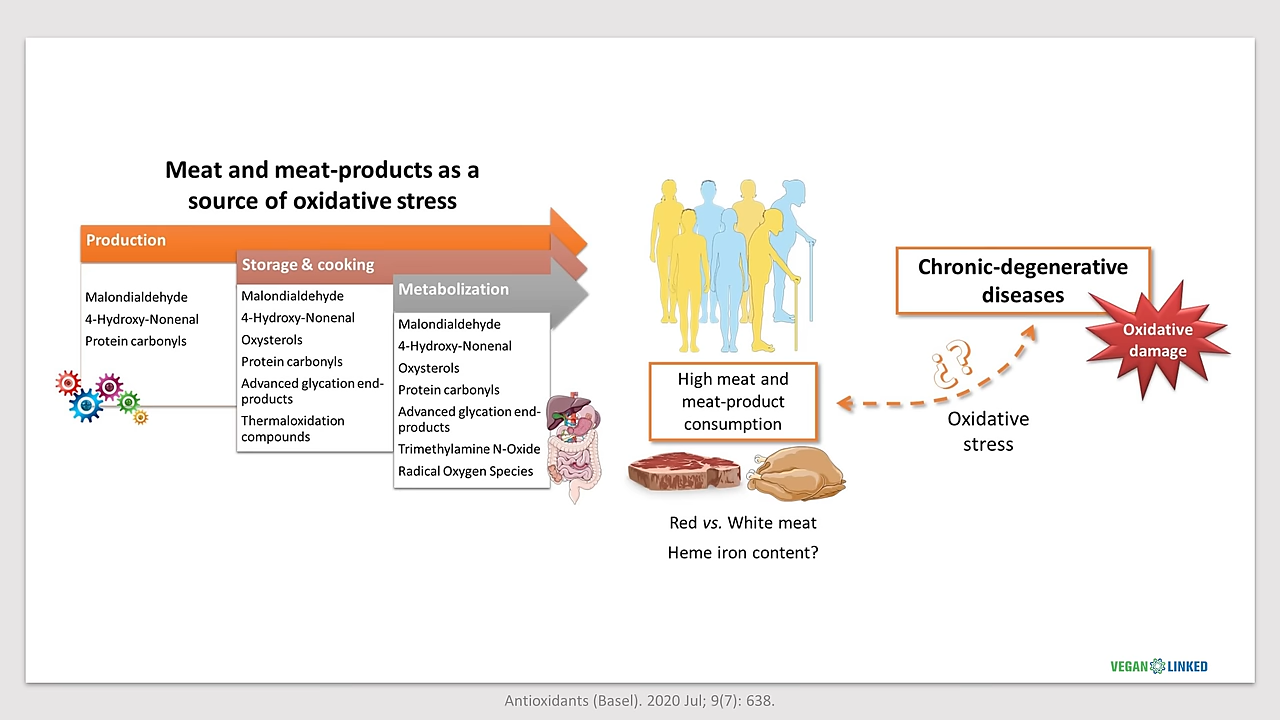 Meat and meat-products as a
source of oxidative stress
Production
Malondialdehyde
4-Hydroxy-Nonenal
Protein carbonyls
Storage & cooking
Malondialdehyde
4-Hydroxy-Nonenal
Oxysterols
Protein carbonyls
Advanced glycation end-
products
Thermaloxidation
compounds
Metabolization
Malondialdehyde
4-Hydroxy-Nonenal
Oxysterols
Protein carbonyls
Advanced glycation end-
products
Trimethylamine N-Oxide
Radical Oxygen Species
High meat and
meat-product
consumption
Red vs. White meat
Heme iron content?
¿?
Oxidative
stress
Chronic-degenerative
diseases
Oxidative
damage
VEGAN LINKED
Antioxidants (Basel). 2020 Jul; 9(7): 638.